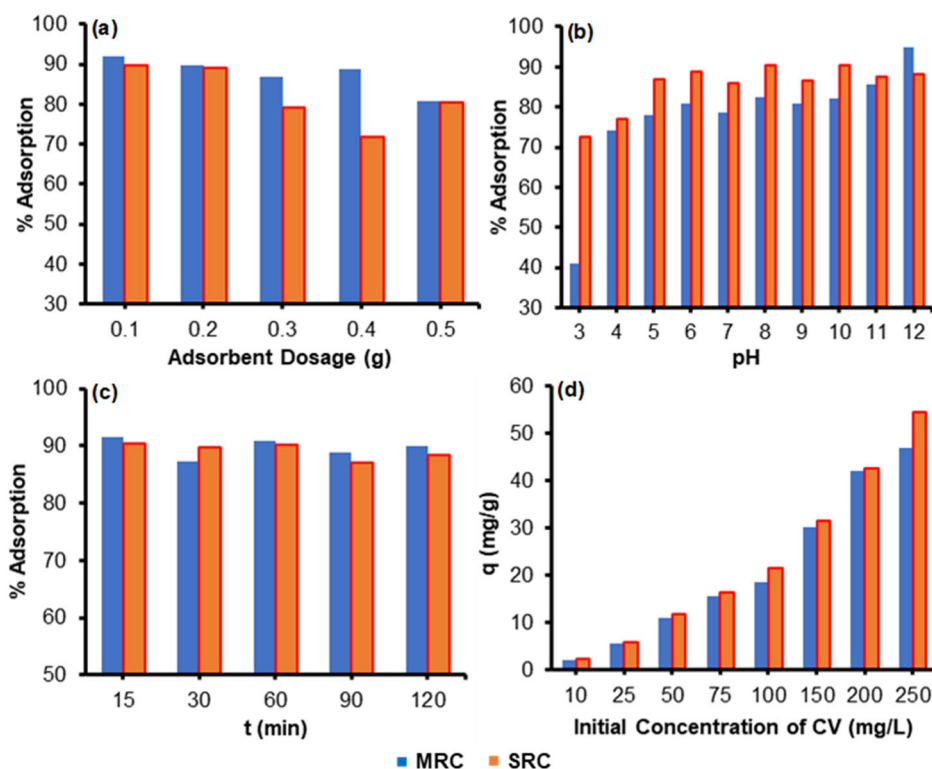 (a)
% Adsorption
100
90
80
70
60
50
40
30
0.1 0.2 0.3 0.4 0.5
Adsorbent Dosage (g)
(b)
% Adsorption
100
90
80
70
60
50
40
30
3 4 5 6 7 8 9 10 11 12
pH
(c)
% Adsorption
100
90
80
70
60
50
15 30 60 90 120
t (min)
(d)
q (mg/g)
60
50
40
30
20
10
0
10 25 50 75 100 150 200 250
Initial Concentration of CV (mg/L)
MRC SRC